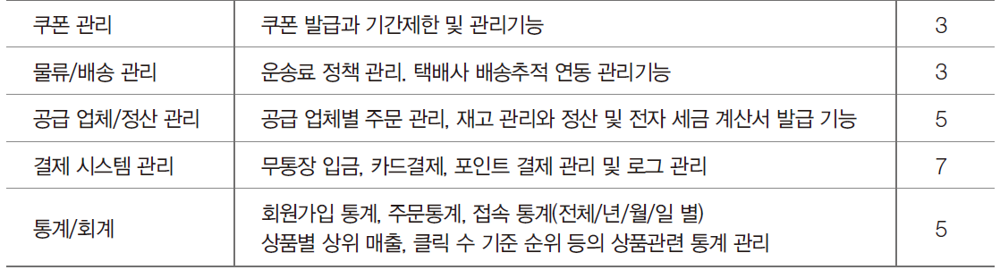 쿠폰 관리 쿠폰 발급과 기간제한 및 관리기능 3
물류/배송 관리 운송료 정책 관리. 택배사 배송추적 연동 관리기능 3
공급 업체/정산 관리 공급 업체별 주문 관리, 재고 관리와 정산 및 전자 세금 계산서 발급 기능 5
결제 시스템 관리 무통장 입금, 카드결제, 포인트 결제 관리 및 로그 관리 7
통계/회계 회원가입 통계, 주문통계, 접속 통계(전체/년/월/일 별) 5
상품별 상위 매출, 클릭 수 기준 순위 등의 상품관련 통계 관리